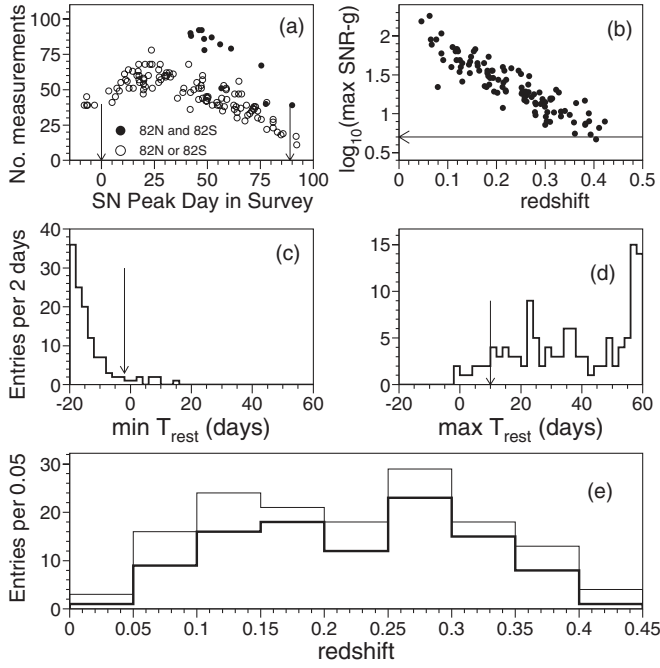 No. measurements
100
75
50
25
0
(a)
82N and 82S
82N or 82S
0 25 50 75 100
SN Peak Day in Survey
log10(max SNR-g)
2
1.5
1
0.5
(b)
0 0.1 0.2 0.3 0.4 0.5
redshift
Entries per 2 days
40
30
20
10
0
(c)
-20 0 20 40 60
min Trest (days)
15
10
5
0
(d)
-20 0 20 40 60
max Trest (days)
Entries per 0.05
30
20
10
0
(e)
0 0.05 0.1 0.15 0.2 0.25 0.3 0.35 0.4 0.45
redshift